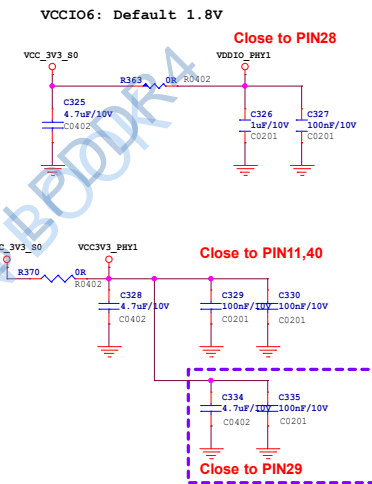 VCCIO6: Default 1.8V
Close to PIN28
VCC_3V3_S0
VDDIO_PHY1
R363 0R R0402
C325
4.7uF/10V
C0402
C326
1uF/10V
C0201
C327
100nF/10V
C0201
LPDDR4
BOOK
C_3V3_S0
VCC3V3_PHY1
Close to PIN11,40
R370 0R
R0402
C328
4.7uF/10V
C0402
C329
100nF/10V
C0201
C330
100nF/10V
C0201
C334
4.7uF/10V
C0402
C335
100nF/10V
C0201
Close to PIN29